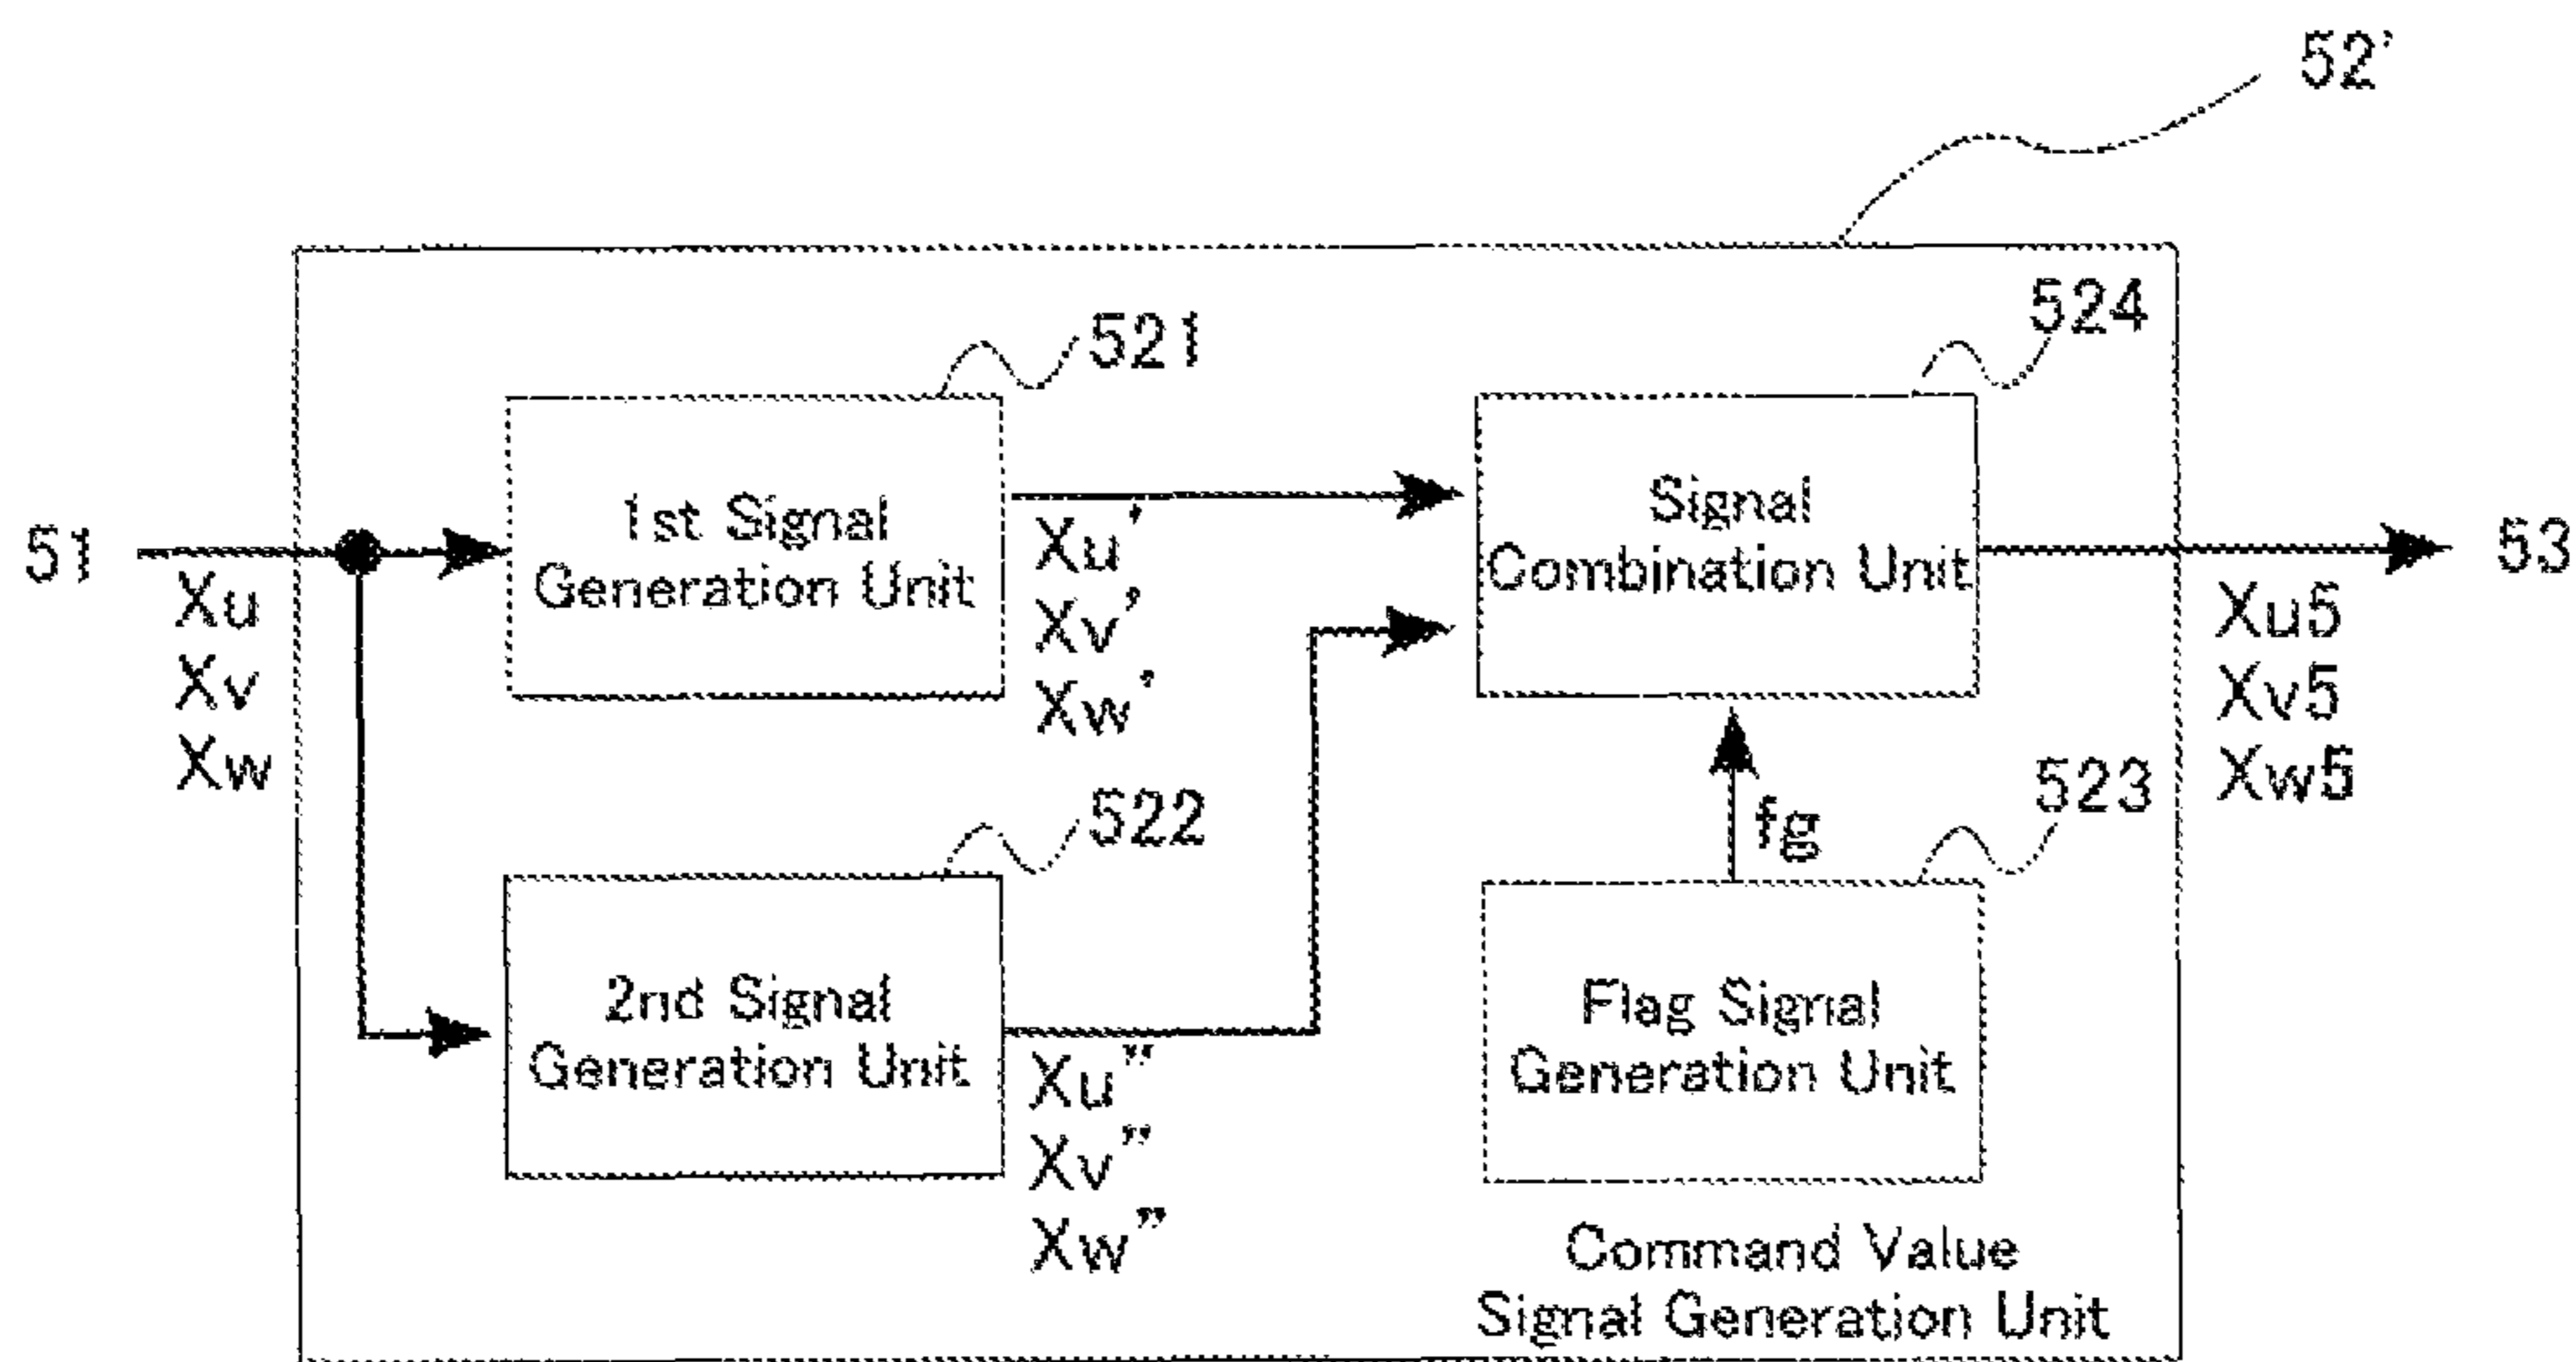 52'
521
524
1st Signal
Generation Unit
Signal
Combination Unit
51
Xu
Xv
Xw
Xu'
Xv'
Xw'
53
Xu5
Xv5
Xw5
522
fg
523
2nd Signal
Generation Unit
Flag Signal
Generation Unit
Xu"
Xv"
Xw"
Command Value
Signal Generation Unit